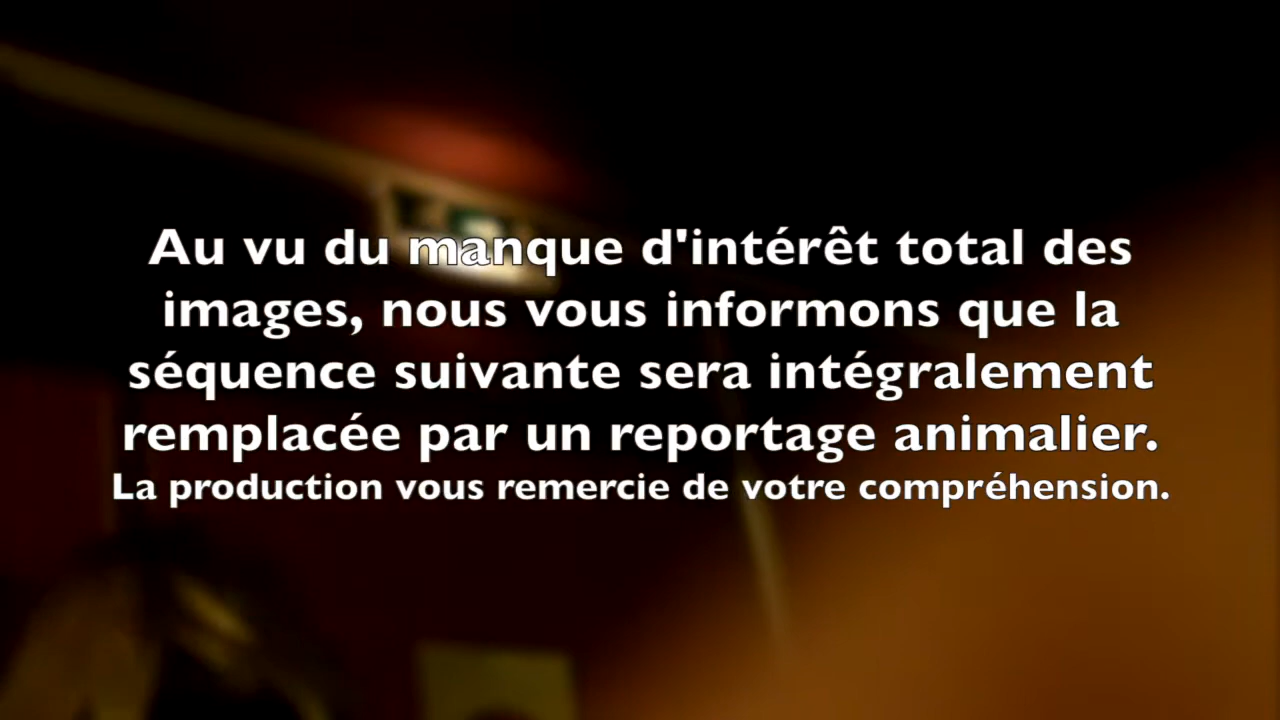 Au vu du manque d'intérêt total des
images, nous vous informons que la
séquence suivante sera intégralement
remplacée par un reportage animalier.
La production vous remercie de votre compréhension.